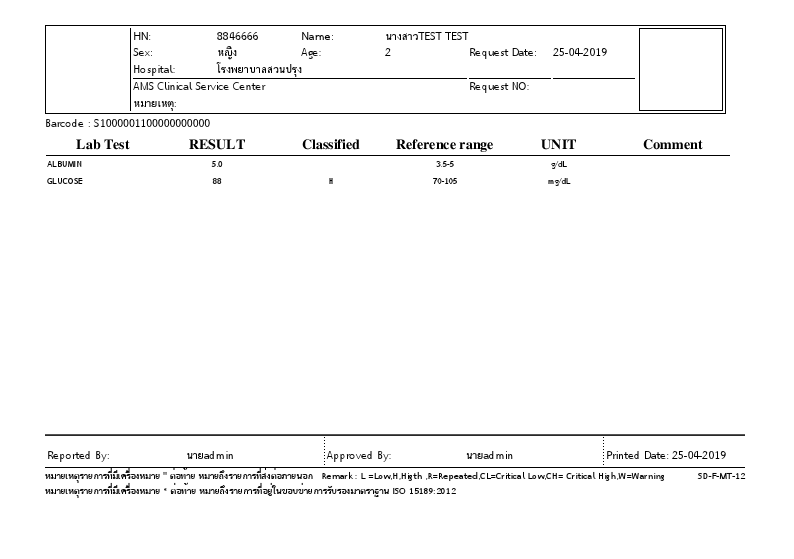 HN: 8846666 Name: นางสาวTEST TEST
Sex: หญิง Age: 2 Request Date: 25-04-2019
Hospital: โรงพยาบาลสวนปรุง
AMS Clinical Service Center Request NO:
หมายเหตุ:
Barcode : S1000001100000000000
Lab Test RESULT Classified Reference range UNIT Comment
ALBUMIN 5.0 3.5-5 g/dL
GLUCOSE 88 H 70-105 mg/dL
Reported By: นายadmin Approved By: นายadmin Printed Date: 25-04-2019
หมายเหตุรายการที่มีเครื่องหมาย " ต่อท้าย หมายถึงรายการที่ส่งต่อภายนอก Remark : L =Low,H,Higth ,R=Repeated,CL=Critical Low,CH= Critical High,W=Warning SD-F-MT-12
หมายเหตุรายการที่มีเครื่องหมาย * ต่อท้าย หมายถึงรายการที่อยู่ในขอบข่ายการรับรองมาตราฐาน ISO 15189:2012